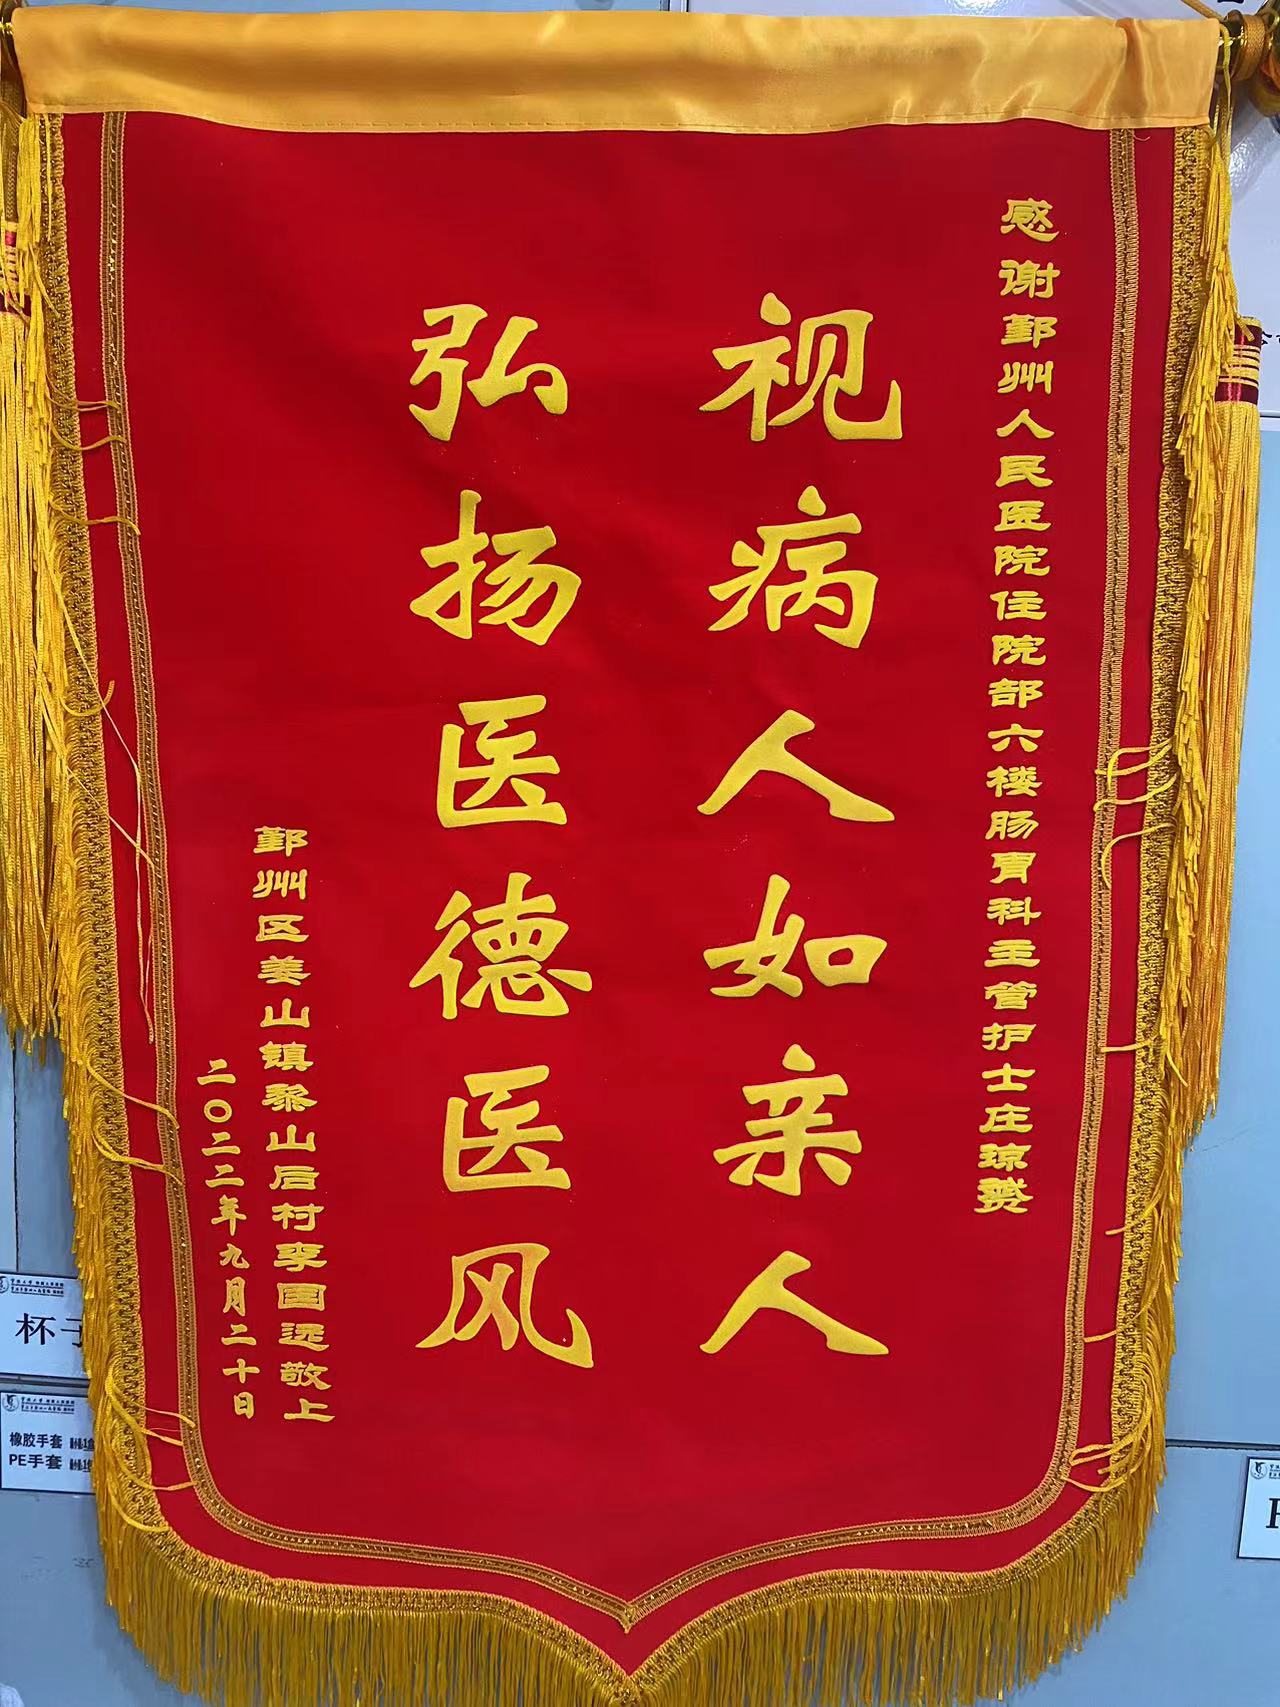 感谢鄞州人民医院住院部六楼肠胃科主管护士庄琼赟
视病人如亲人
弘扬医德医风
鄞州区姜山镇黎山后村李国远敬上
二〇二二年九月二十日
杯子
橡胶手套
PE手套